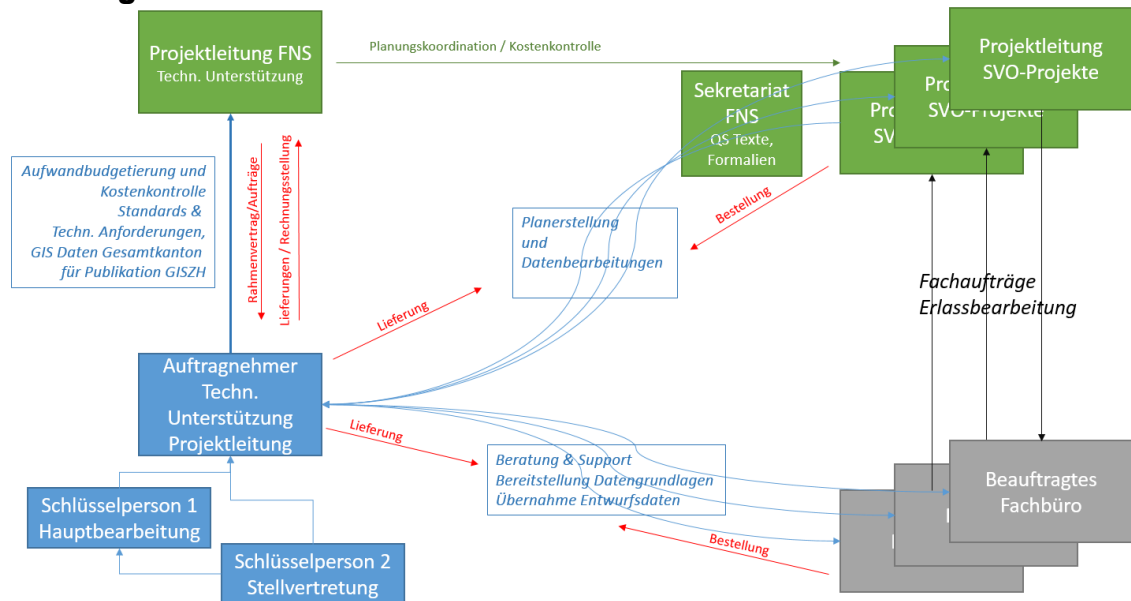 Projektleitung FNS
Techn. Unterstützung
Planungskoordination / Kostenkontrolle
Projektleitung
SVO-Projekte
SVO-Projekte
Sekretariat
FNS
QS Texte,
Formalien
Aufwandbudgetierung und
Kostenkontrolle
Standards &
Techn. Anforderungen,
GIS Daten Gesamtkanton
für Publikation GISZH
Rahmenvertrag/Aufträge
Lieferungen / Rechnungsstellung
Bestellung
Planerstellung
und
Datenbearbeitungen
Lieferung
Fachaufträge
Erlassbearbeitung
Auftragnehmer
Techn.
Unterstützung
Projektleitung
Lieferung
Beratung & Support
Bereitstellung Datengrundlagen
Übernahme Entwurfsdaten
Bestellung
Beauftragtes
Fachbüro
Schlüsselperson 1
Hauptbearbeitung
Schlüsselperson 2
Stellvertretung